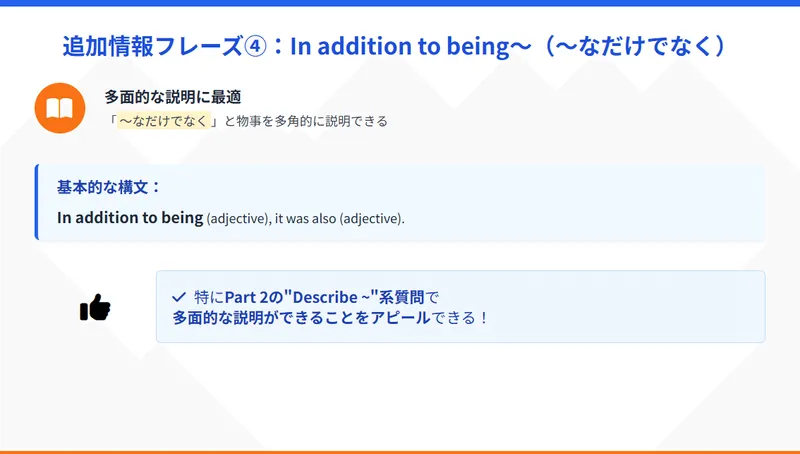 追加情報フレーズ④：In addition to being～（～なだけでなく）
多面的な説明に最適
「～なだけでなく」と物事を多角的に説明できる
基本的な構文：
In addition to being (adjective), it was also (adjective).
特にPart 2の"Describe ~"系質問で
多面的な説明ができることをアピールできる！